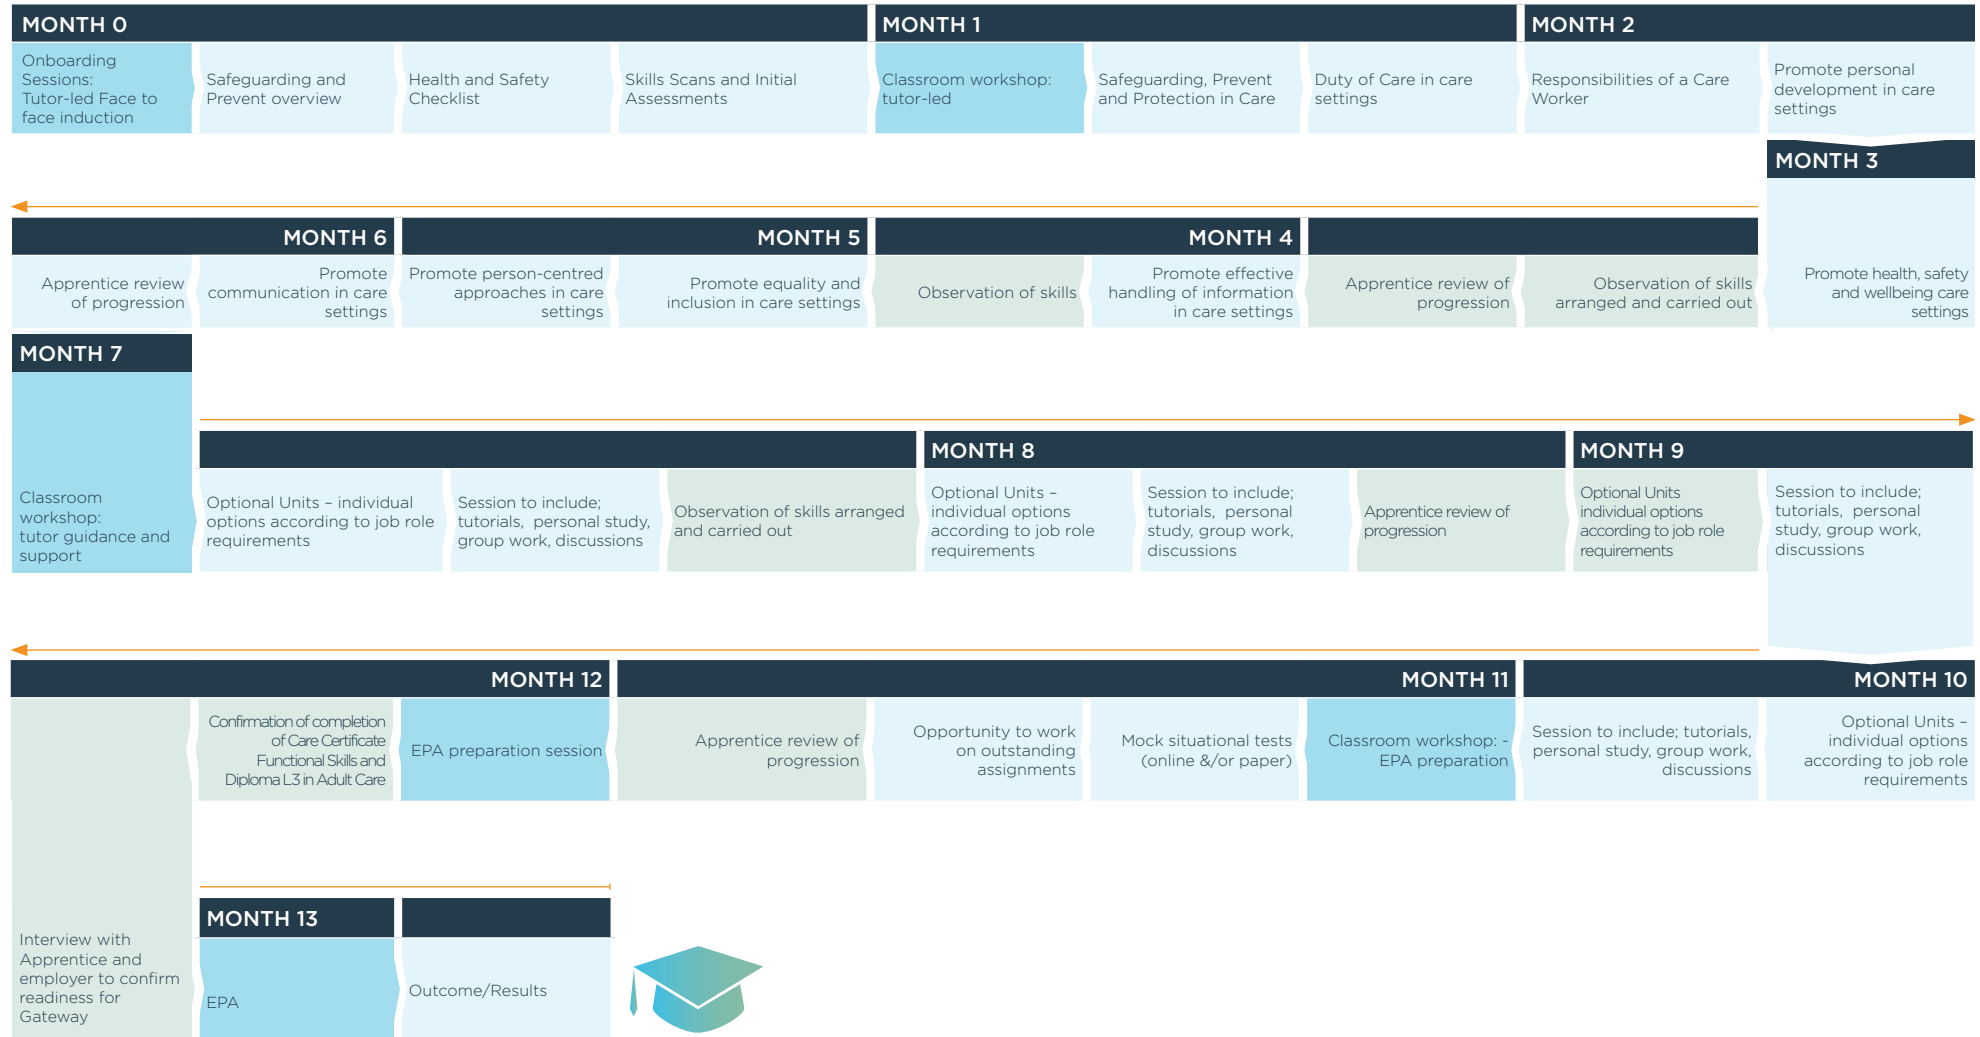 MONTH 0
Onboarding
Sessions:
Tutor-led Face to
face induction
Safeguarding and
Prevent overview
Health and Safety
Checklist
Skills Scans and Initial
Assessments
MONTH 1
Classroom workshop:
tutor-led
Safeguarding, Prevent
and Protection in Care
Duty of Care in care
settings
MONTH 2
Responsibilities of a Care
Worker
Promote personal
development in care
settings
MONTH 3
Promote health, safety
and wellbeing care
settings
Observation of skills
arranged and carried out
Apprentice review of
progression
MONTH 4
Promote effective
handling of information
in care settings
Observation of skills
MONTH 5
Promote equality and
inclusion in care settings
Promote person-centred
approaches in care
settings
MONTH 6
Promote
communication in care
settings
Apprentice review
of progression
MONTH 7
Classroom
workshop:
tutor guidance and
support
Optional Units – individual
options according to job role
requirements
Session to include;
tutorials, personal study,
group work, discussions
Observation of skills arranged
and carried out
MONTH 8
Optional Units –
individual options
according to job role
requirements
Session to include;
tutorials, personal
study, group work,
discussions
Apprentice review of
progression
MONTH 9
Optional Units
individual options
according to job role
requirements
Session to include;
tutorials, personal
study, group work,
discussions
MONTH 10
Optional Units –
individual options
according to job role
requirements
Session to include; tutorials,
personal study, group work,
discussions
MONTH 11
Classroom workshop: -
EPA preparation
Mock situational tests
(online &/or paper)
Opportunity to work
on outstanding
assignments
Apprentice review of
progression
MONTH 12
EPA preparation session
Confirmation of completion
of Care Certificate
Functional Skills and
Diploma L3 in Adult Care
Interview with
Apprentice and
employer to confirm
readiness for
Gateway
MONTH 13
EPA
Outcome/Results